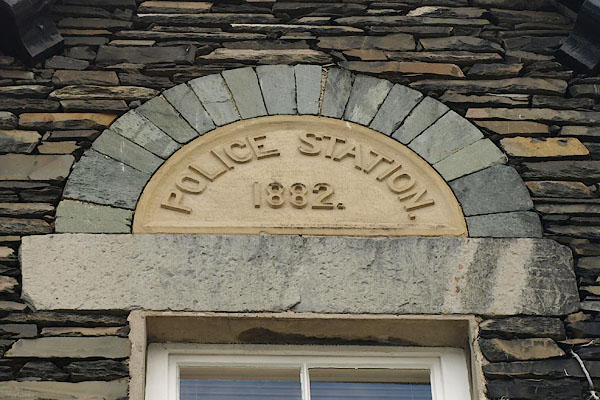 POLICE STATION,
1882.